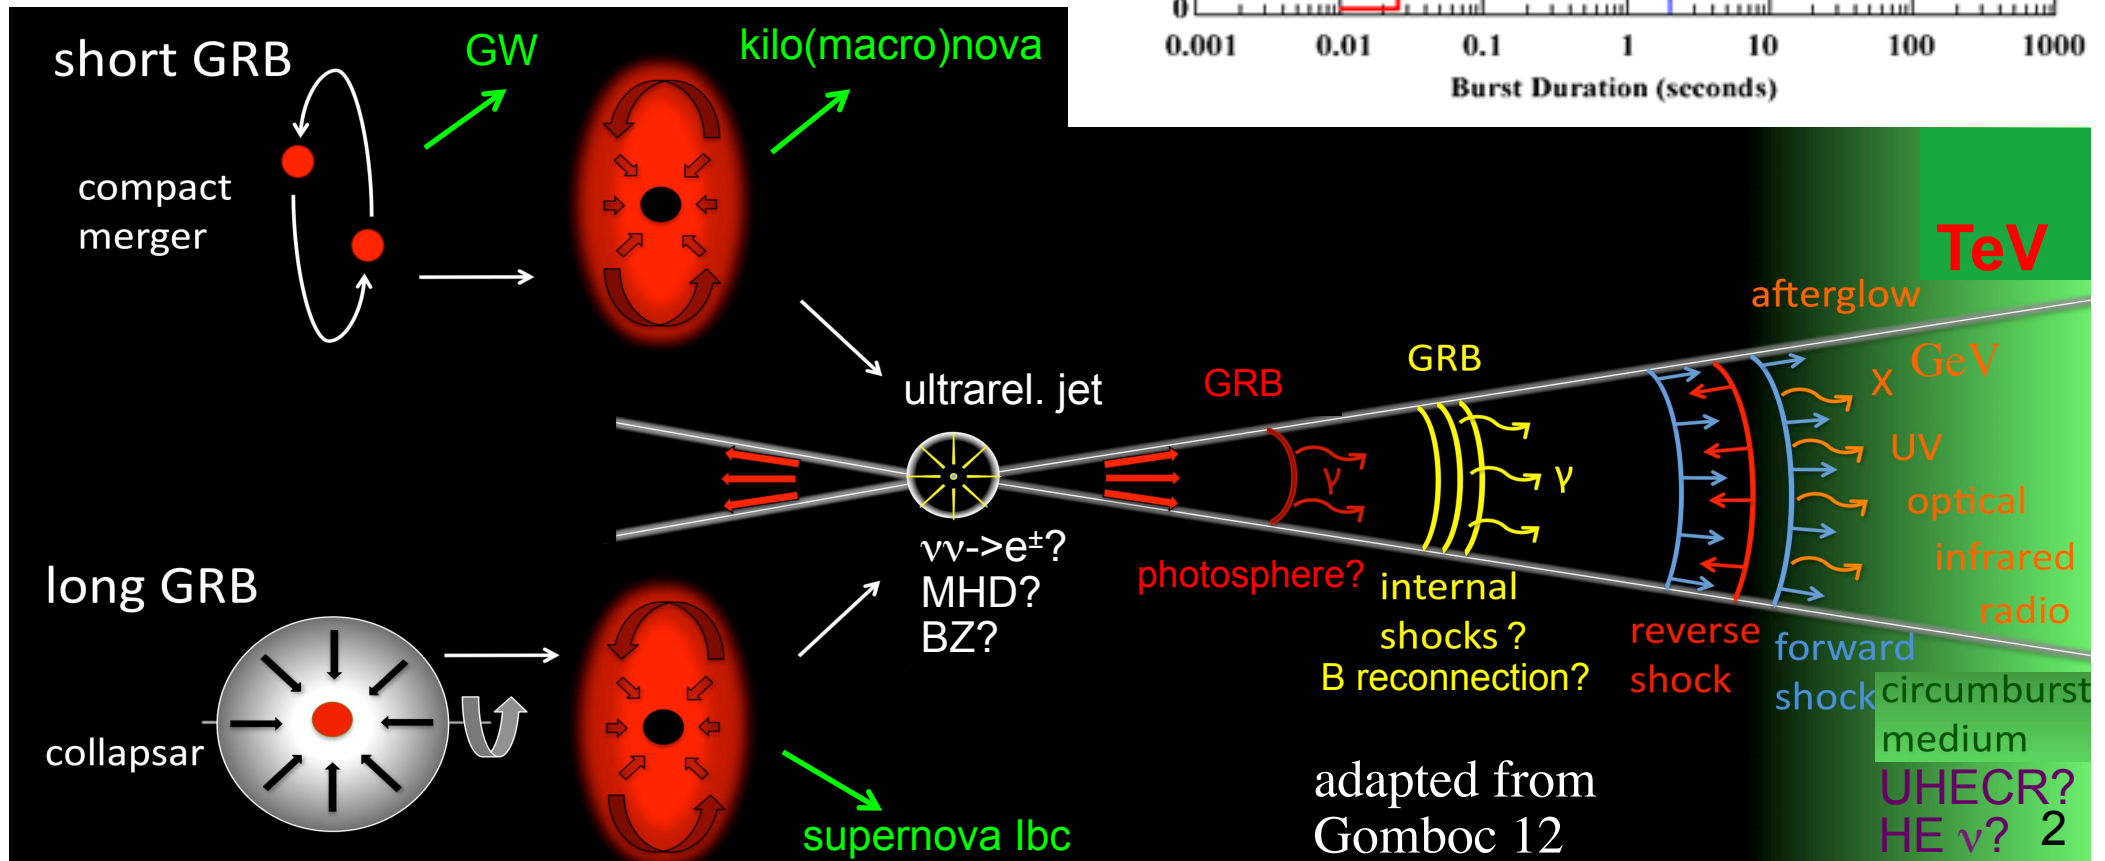 0
0.001 0.01 0.1 1 10 100 1000
Burst Duration (seconds)
short GRB
GW
kilo(macro)nova
compact
merger
TeV
afterglow
GeV
X
UV
optical
infrared
radio
GRB
GRB
ultrarel. jet
γ
γ
νν->e±?
MHD?
BZ?
photosphere?
internal
shocks ?
B reconnection?
reverse
shock
forward
shock
circumburst
medium
long GRB
collapsar
supernova Ibc
adapted from
Gomboc 12
UHECR?
HE ν? 2